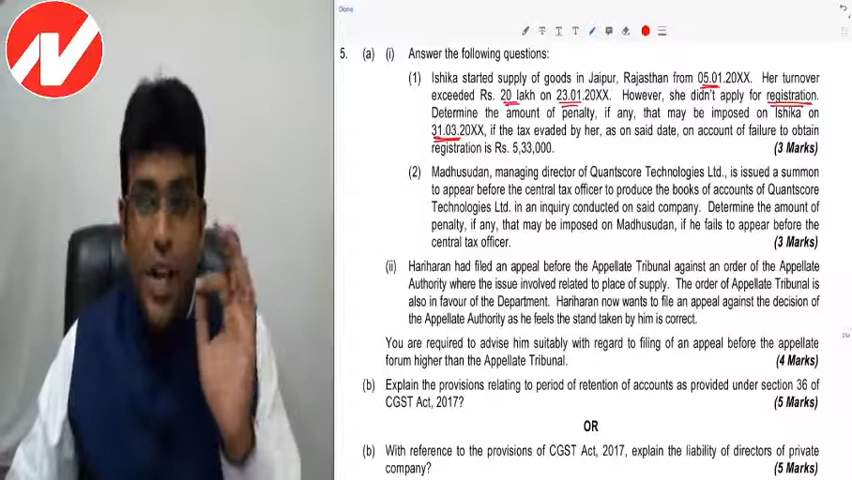 Done
5. (a) (i) Answer the following questions:
(1) Ishika started supply of goods in Jaipur, Rajasthan from 05.01.20XX. Her turnover
exceeded Rs. 20 lakh on 23.01.20XX. However, she didn't apply for registration.
Determine the amount of penalty, if any, that may be imposed on Ishika on
31.03.20XX, if the tax evaded by her, as on said date, on account of failure to obtain
registration is Rs. 5,33,000. (3 Marks)
(2) Madhusudan, managing director of Quantscore Technologies Ltd., is issued a summon
to appear before the central tax officer to produce the books of accounts of Quantscore
Technologies Ltd. in an inquiry conducted on said company. Determine the amount of
penalty, if any, that may be imposed on Madhusudan, if he fails to appear before the
central tax officer. (3 Marks)
(ii) Hariharan had filed an appeal before the Appellate Tribunal against an order of the Appellate
Authority where the issue involved related to place of supply. The order of Appellate Tribunal is
also in favour of the Department. Hariharan now wants to file an appeal against the decision of
the Appellate Authority as he feels the stand taken by him is correct.
You are required to advise him suitably with regard to filing of an appeal before the appellate
forum higher than the Appellate Tribunal. (4 Marks)
(b) Explain the provisions relating to period of retention of accounts as provided under section 36 of
CGST Act, 2017? (5 Marks)
OR
(b) With reference to the provisions of CGST Act, 2017, explain the liability of directors of private
company? (5 Marks)